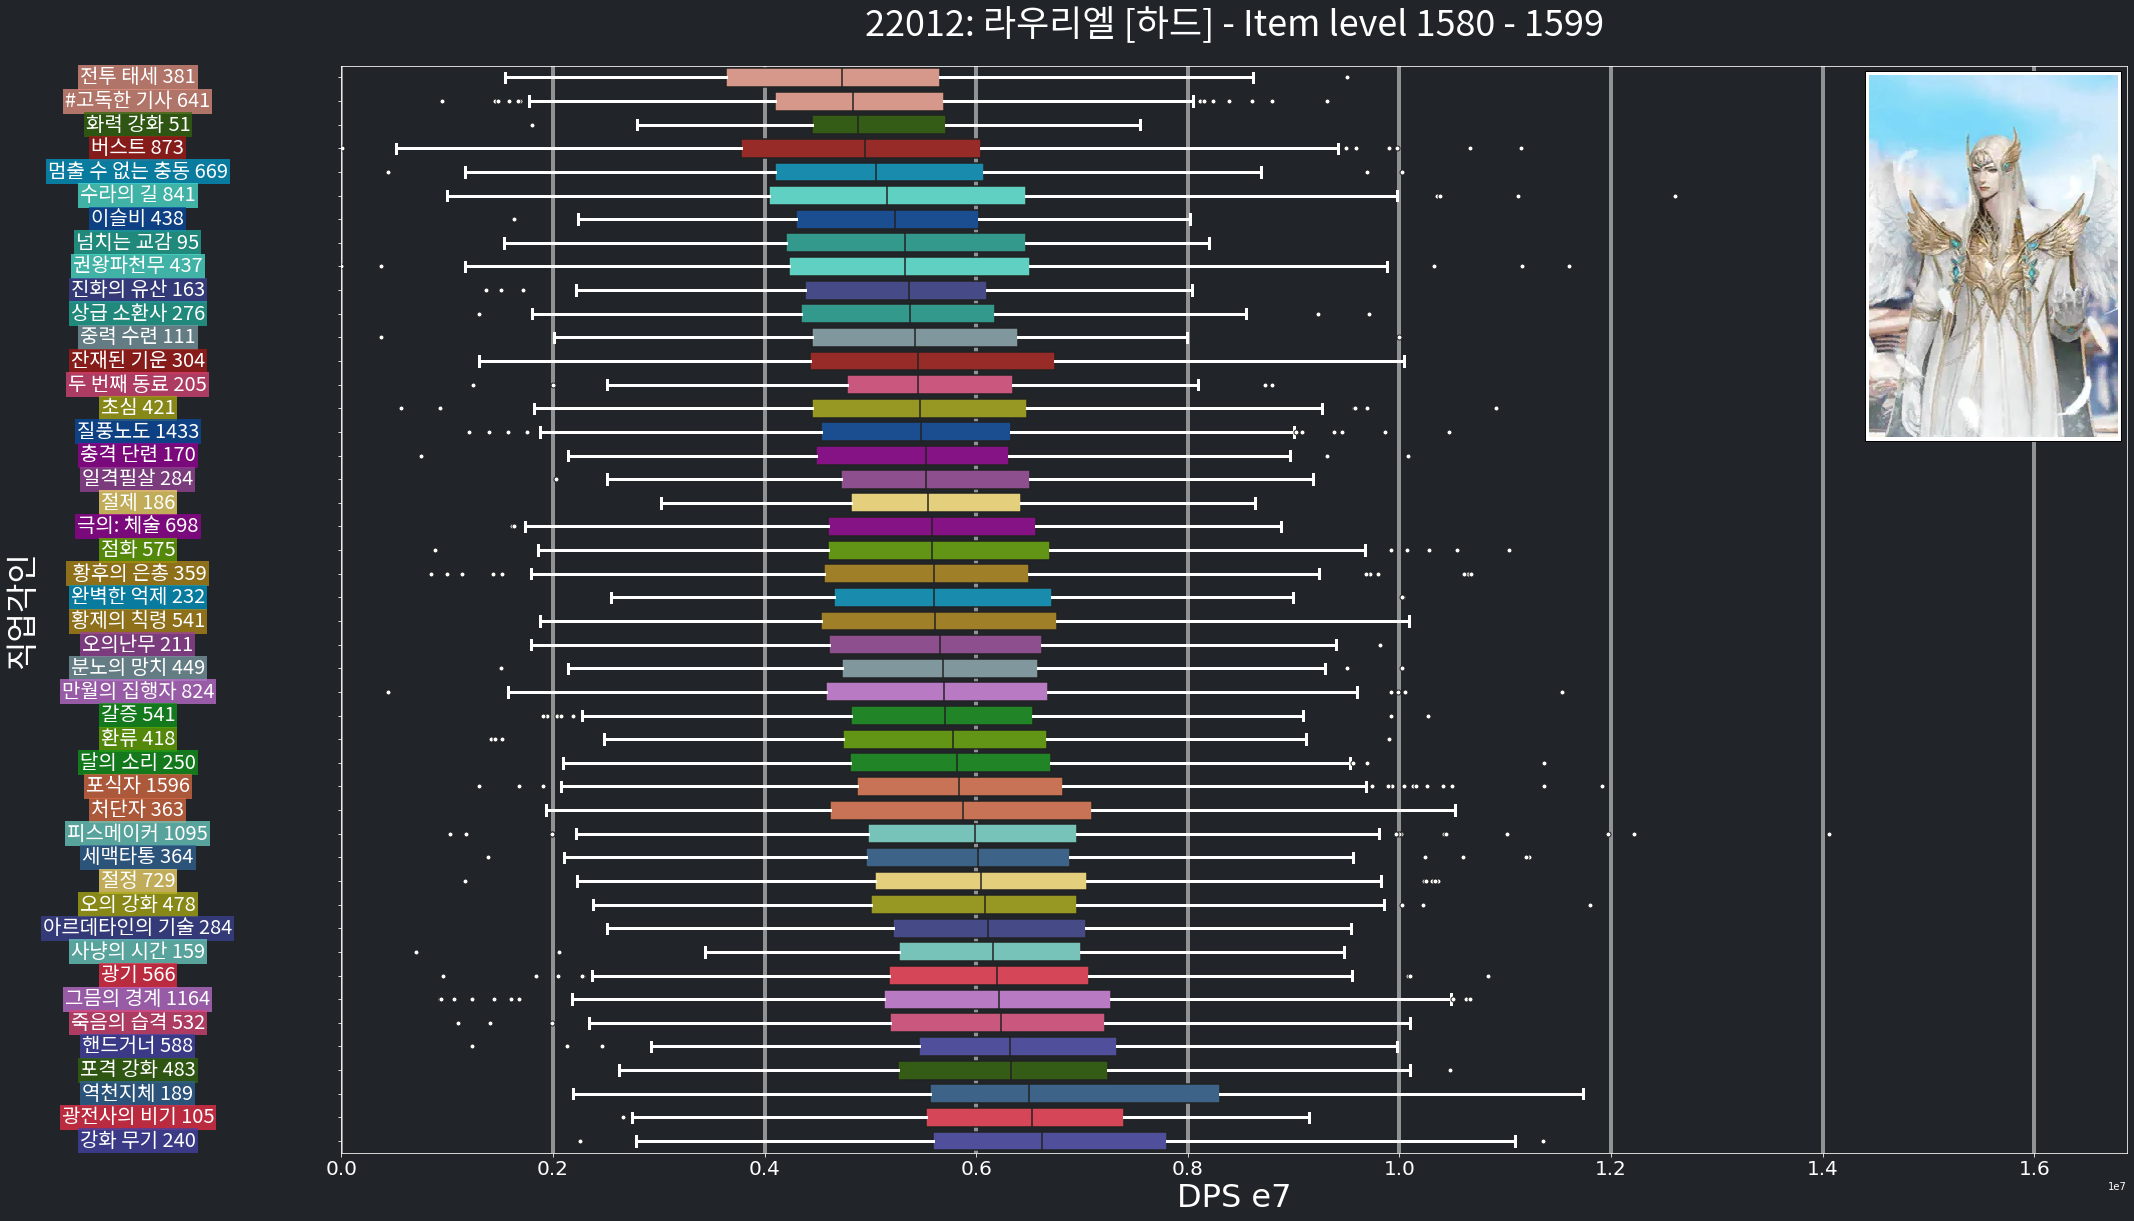 22012: 라우리엘 [하드] - Item level 1580 - 1599
전투 태세 381
#고독한 기사 641
화력 강화 51
버스트 873
멈출 수 없는 충동 669
수라의 길 841
이슬비 438
넘치는 교감 95
권왕파천무 437
진화의 유산 163
상급 소환사 276
중력 수련 111
잔재된 기운 304
두 번째 동료 205
초심 421
질풍노도 1433
충격 단련 170
일격필살 284
절제 186
극의: 체술 698
점화 575
황후의 은총 359
완벽한 억제 232
황제의 칙령 541
오의난무 211
분노의 망치 449
만월의 집행자 824
갈증 541
환류 418
달의 소리 250
포식자 1596
처단자 363
피스메이커 1095
세맥타통 364
절정 729
오의 강화 478
아르데타인의 기술 284
사냥의 시간 159
광기 566
그믐의 경계 1164
죽음의 습격 532
핸드거너 588
포격 강화 483
역천지체 189
광전사의 비기 105
강화 무기 240
직업각인
0.0 0.2 0.4 0.6 0.8 1.0 1.2 1.4 1.6
1e7
DPS e7